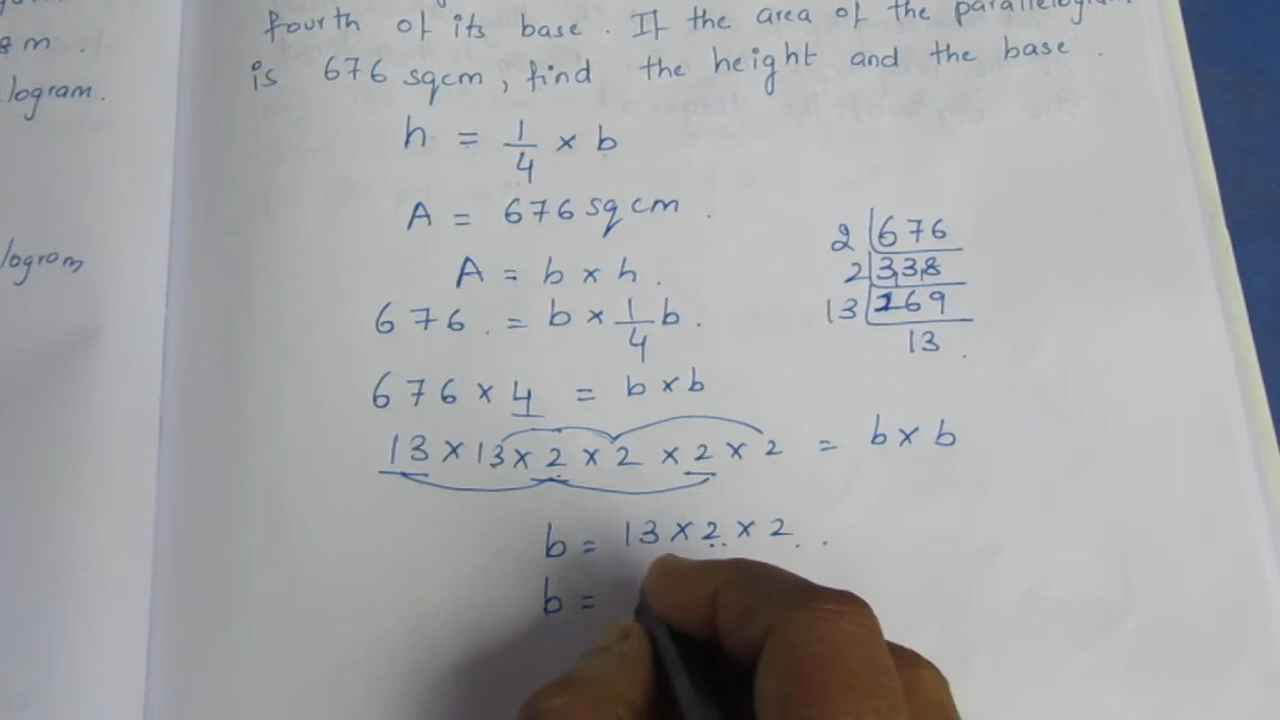 8 m.
logram.
logram
fourth of its base. If the area of the parallelogram
is 676 sqcm, find the height and the base.
h = 1/4 × b
A = 676 sq cm.
A = b × h.
676. = b × 1/4 b.
676 × 4 = b × b
13 × 13 × 2 × 2 × 2 × 2 = b × b
b = 13 × 2 × 2.
b =
2 | 676
2 | 338
13 | 169
13.